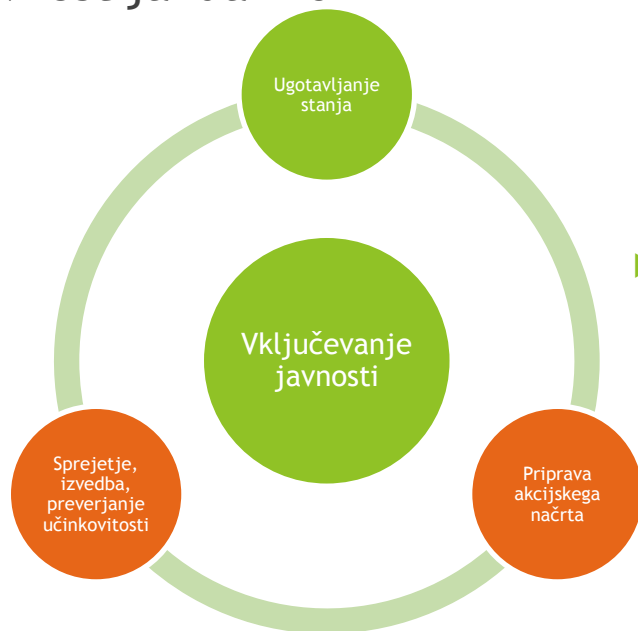 Ugotavljanje
stanja
Vključevanje
javnosti
Sprejetje,
izvedba,
preverjanje
učinkovitosti
Priprava
akcijskega
načrta